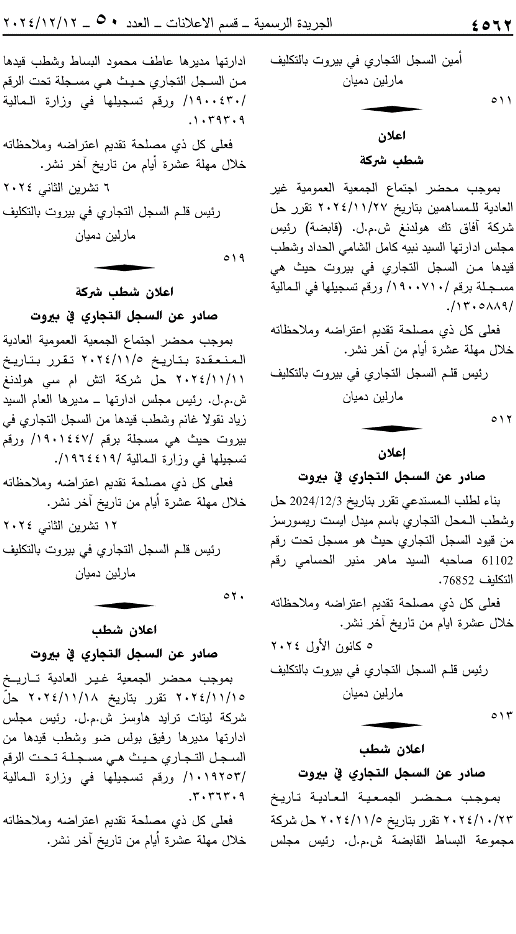 ٤٥٦٢
الجريدة الرسمية – قسم الاعلانات – العدد ٥٠ – ٢٠٢٤/١٢/١٢
أمين السجل التجاري في بيروت بالتكليف
مارلين دميان
٥١١
اعلان
شطب شركة
بموجب محضر اجتماع الجمعية العمومية غير
العادية للمساهمين بتاريخ ٢٠٢٤/١١/٢٧ تقرر حل
شركة آفاق تك هولدنغ ش.م.ل. (قابضة) رئيس
مجلس ادارتها السيد نبيه كامل الشامي الحداد وشطب
قيدها من السجل التجاري في بيروت حيث هي
مسجلة برقم /١٩٠٠٧١٠/ ورقم تسجيلها في المالية
/١٣٠٥٨٨٩/.
فعلى كل ذي مصلحة تقديم اعتراضه وملاحظاته
خلال مهلة عشرة أيام من آخر نشر.
رئيس قلم السجل التجاري في بيروت بالتكليف
مارلين دميان
٥١٢
إعلان
صادر عن السجل التجاري في بيروت
بناء لطلب المستدعي تقرر بتاريخ 2024/12/3 حل
وشطب المحل التجاري باسم ميدل ايست ريسورسز
من قيود السجل التجاري حيث هو مسجل تحت رقم
61102 صاحبه السيد ماهر منير الحسامي رقم
التكليف 76852.
فعلى كل ذي مصلحة تقديم اعتراضه وملاحظاته
خلال عشرة ايام من تاريخ آخر نشر.
٥ كانون الأول ٢٠٢٤
رئيس قلم السجل التجاري في بيروت بالتكليف
مارلين دميان
٥١٣
اعلان شطب
صادر عن السجل التجاري في بيروت
بموجب محضر الجمعية العادية تاريخ
٢٠٢٤/١٠/٢٣ تقرر بتاريخ ٢٠٢٤/١١/٥ حل شركة
مجموعة البساط القابضة ش.م.ل. رئيس مجلس
ادارتها مديرها عاطف محمود البساط وشطب قيدها
من السجل التجاري حيث هي مسجلة تحت الرقم
/١٩٠٠٤٣٠/ ورقم تسجيلها في وزارة المالية
١٠٣٩٣٠٩.
فعلى كل ذي مصلحة تقديم اعتراضه وملاحظاته
خلال مهلة عشرة أيام من تاريخ آخر نشر.
٦ تشرين الثاني ٢٠٢٤
رئيس قلم السجل التجاري في بيروت بالتكليف
مارلين دميان
٥١٩
اعلان شطب شركة
صادر عن السجل التجاري في بيروت
بموجب محضر اجتماع الجمعية العمومية العادية
المنعقدة بتاريخ ٢٠٢٤/١١/٥ تقرر بتاريخ
٢٠٢٤/١١/١١ حل شركة اتش ام سي هولدنغ
ش.م.ل. رئيس مجلس ادارتها – مديرها العام السيد
زياد نقولا غانم وشطب قيدها من السجل التجاري في
بيروت حيث هي مسجلة برقم /١٩٠١٤٤٧/ ورقم
تسجيلها في وزارة المالية /١٩٦٤٤١٩/.
فعلى كل ذي مصلحة تقديم اعتراضه وملاحظاته
خلال مهلة عشرة أيام من تاريخ آخر نشر.
١٢ تشرين الثاني ٢٠٢٤
رئيس قلم السجل التجاري في بيروت بالتكليف
مارلين دميان
٥٢٠
اعلان شطب
صادر عن السجل التجاري في بيروت
بموجب محضر الجمعية غير العادية تاريخ
٢٠٢٤/١١/١٥ تقرر بتاريخ ٢٠٢٤/١١/١٨ حلّ
شركة ليتات ترايد هاوسز ش.م.ل. رئيس مجلس
ادارتها مديرها رفيق بولس ضو وشطب قيدها من
السجل التجاري حيث هي مسجلة تحت الرقم
/١٠١٩٢٥٣/ ورقم تسجيلها في وزارة المالية
٣٠٣٦٣٠٩.
فعلى كل ذي مصلحة تقديم اعتراضه وملاحظاته
خلال مهلة عشرة أيام من تاريخ آخر نشر.